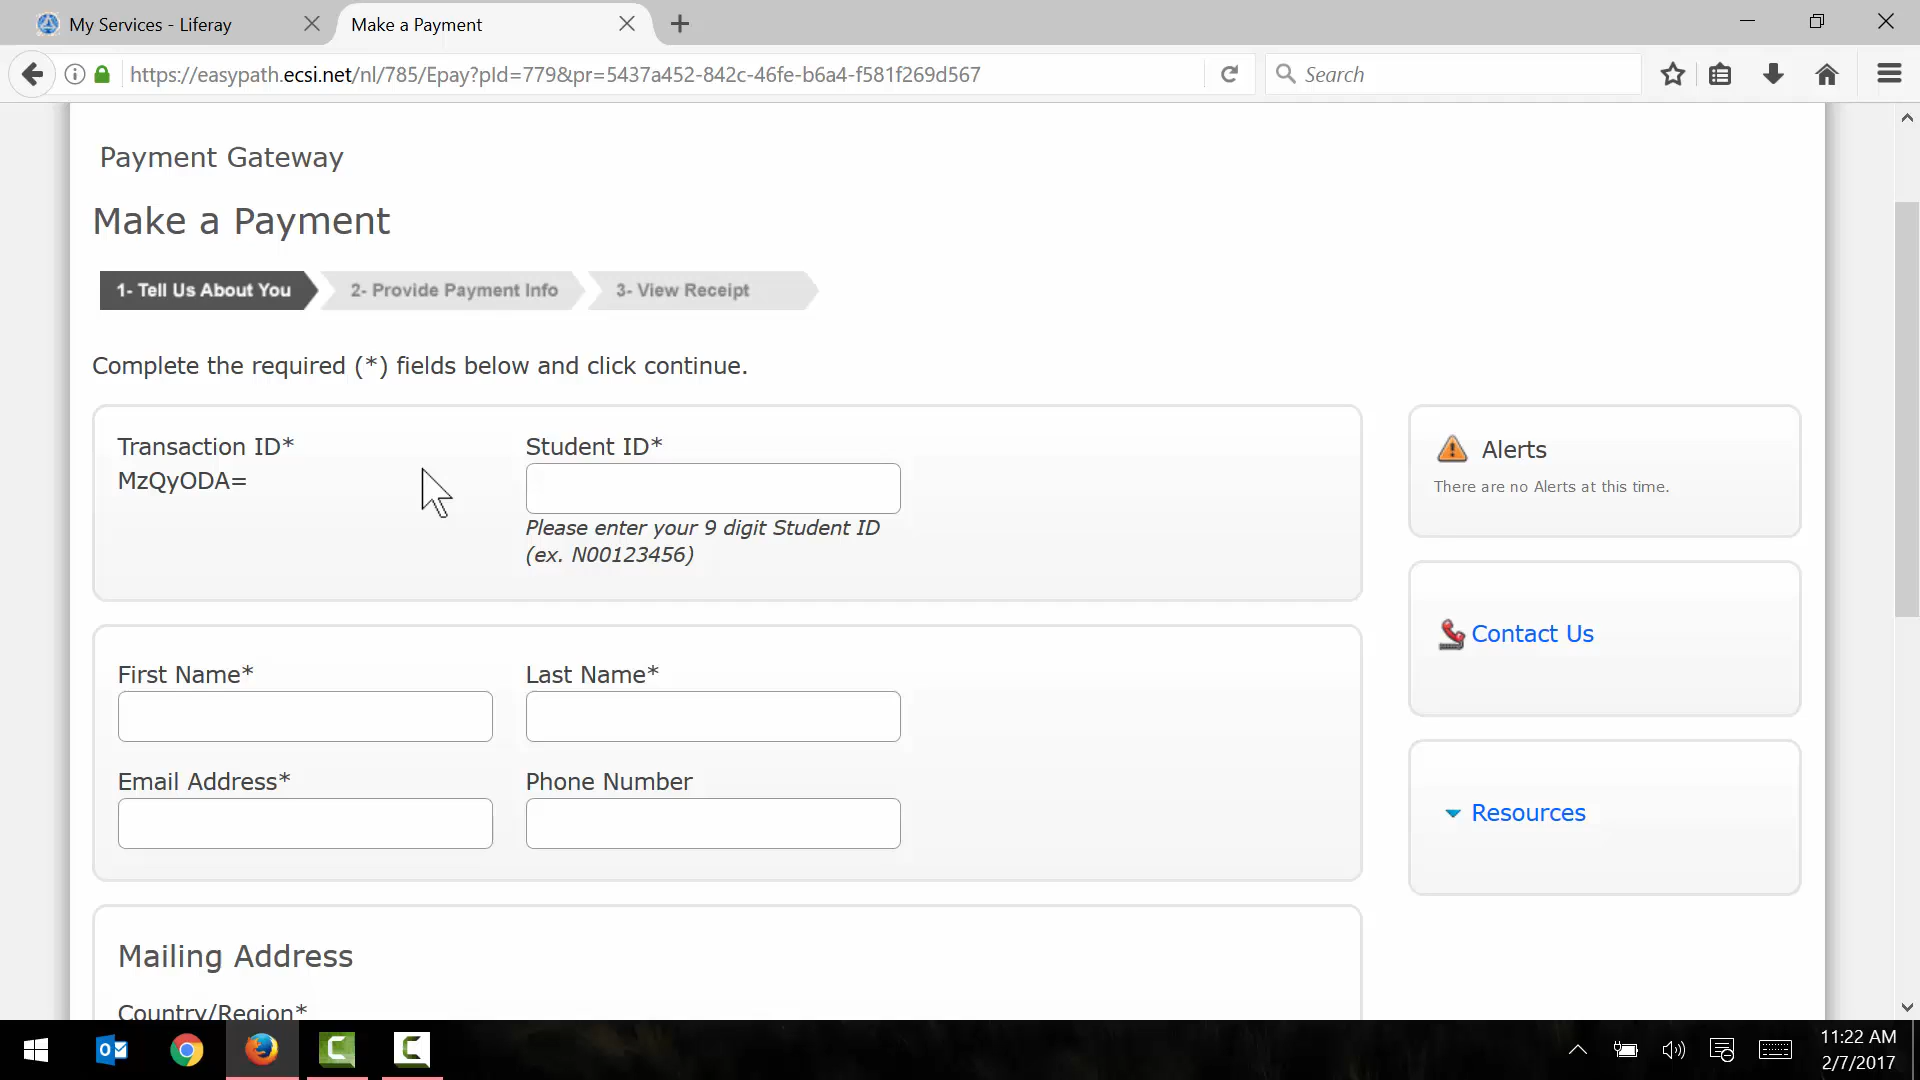 My Services - Liferay
Make a Payment
https://easypath.ecsi.net/nl/785/Epay?pId=779&pr=5437a452-842c-46fe-b6a4-f581f269d567
Search
Payment Gateway
Make a Payment
1- Tell Us About You
2- Provide Payment Info
3- View Receipt
Complete the required (*) fields below and click continue.
Transaction ID*
MzQyODA=
Student ID*
Please enter your 9 digit Student ID
(ex. N00123456)
Alerts
There are no Alerts at this time.
Contact Us
First Name*
Last Name*
Email Address*
Phone Number
Resources
Mailing Address
Country/Region*
11:22 AM
2/7/2017